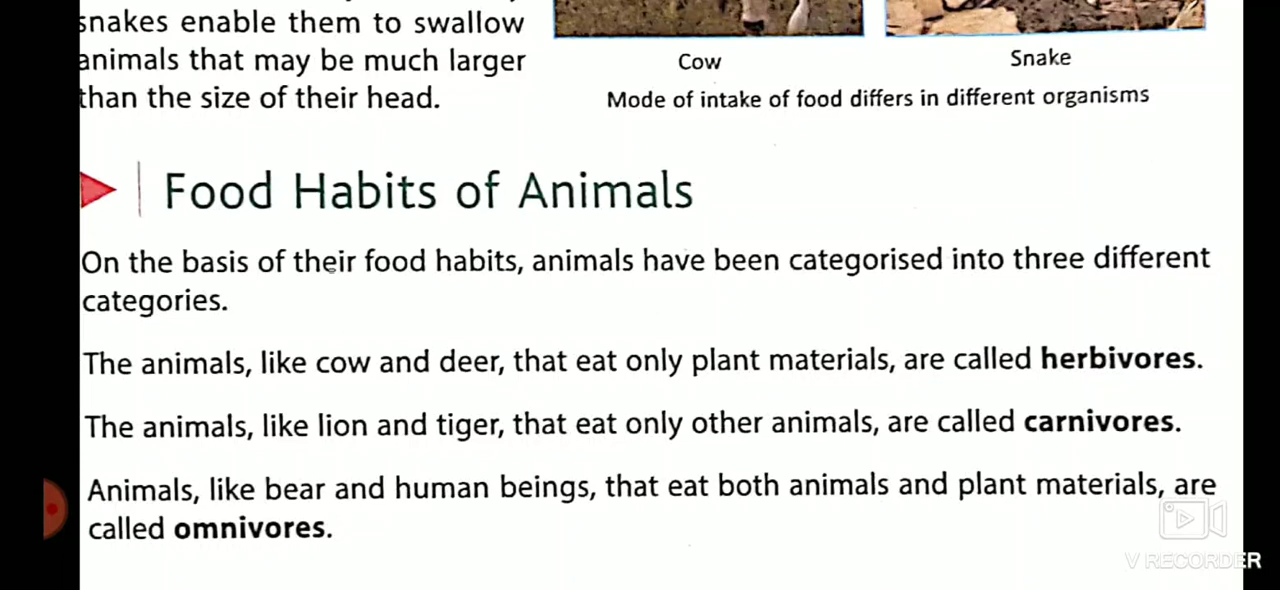 snakes enable them to swallow
animals that may be much larger
than the size of their head.
Cow
Snake
Mode of intake of food differs in different organisms
Food Habits of Animals
On the basis of their food habits, animals have been categorised into three different
categories.
The animals, like cow and deer, that eat only plant materials, are called herbivores.
The animals, like lion and tiger, that eat only other animals, are called carnivores.
Animals, like bear and human beings, that eat both animals and plant materials, are
called omnivores.
V RECORDER